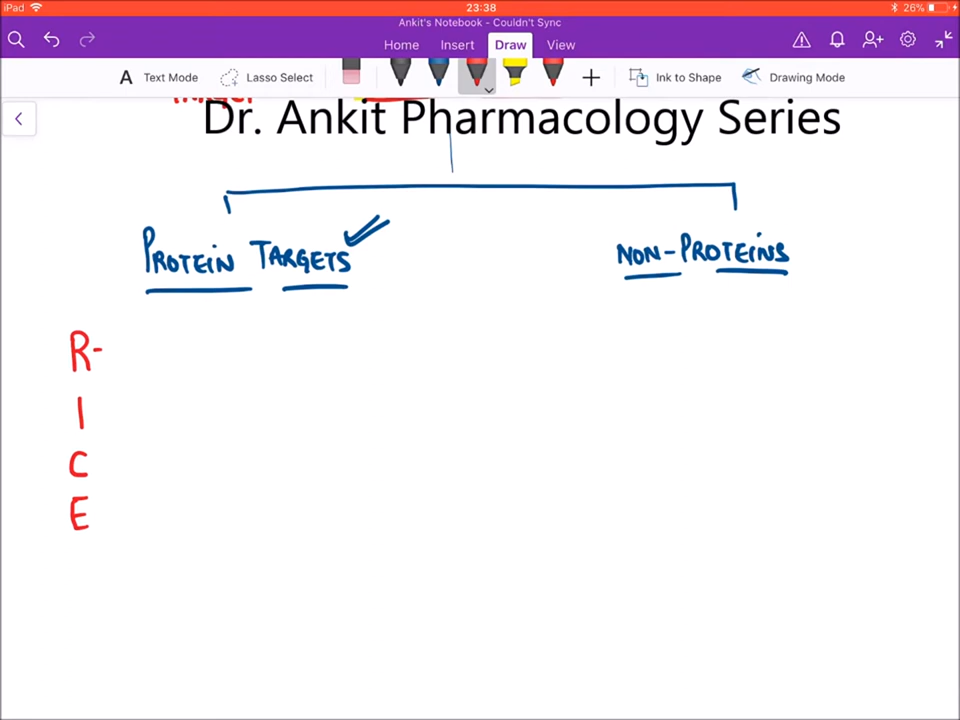 iPad 23:38 26%
Ankit's Notebook - Couldn't Sync
Home Insert Draw View
A Text Mode Lasso Select Ink to Shape Drawing Mode
Dr. Ankit Pharmacology Series
PROTEIN TARGETS NON-PROTEINS
R-
I
C
E